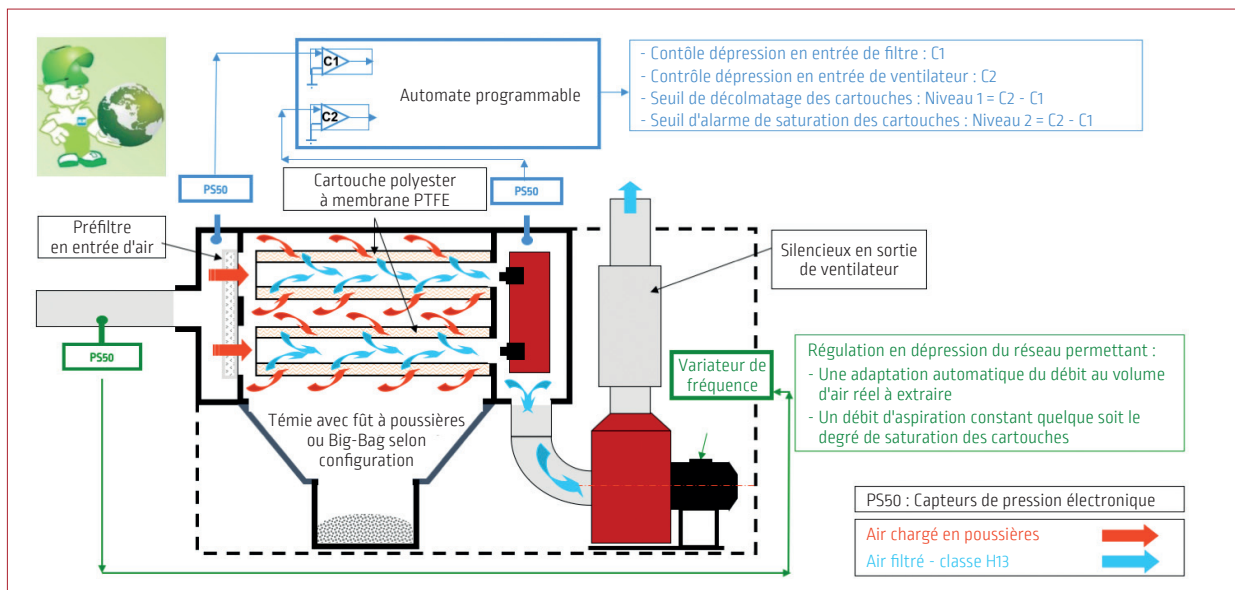 C1
C2
Automate programmable
- Contôle dépression en entrée de filtre : C1
- Contrôle dépression en entrée de ventilateur : C2
- Seuil de décolmatage des cartouches : Niveau 1 = C2 - C1
- Seuil d'alarme de saturation des cartouches : Niveau 2 = C2 - C1
PS50
Cartouche polyester
à membrane PTFE
PS50
Préfiltre
en entrée d'air
Silencieux en sortie
de ventilateur
PS50
Variateur de
fréquence
Régulation en dépression du réseau permettant :
- Une adaptation automatique du débit au volume
d'air réel à extraire
- Un débit d'aspiration constant quelque soit le
degré de saturation des cartouches
Témie avec fût à poussières
ou Big-Bag selon
configuration
PS50 : Capteurs de pression électronique
Air chargé en poussières
Air filtré - classe H13